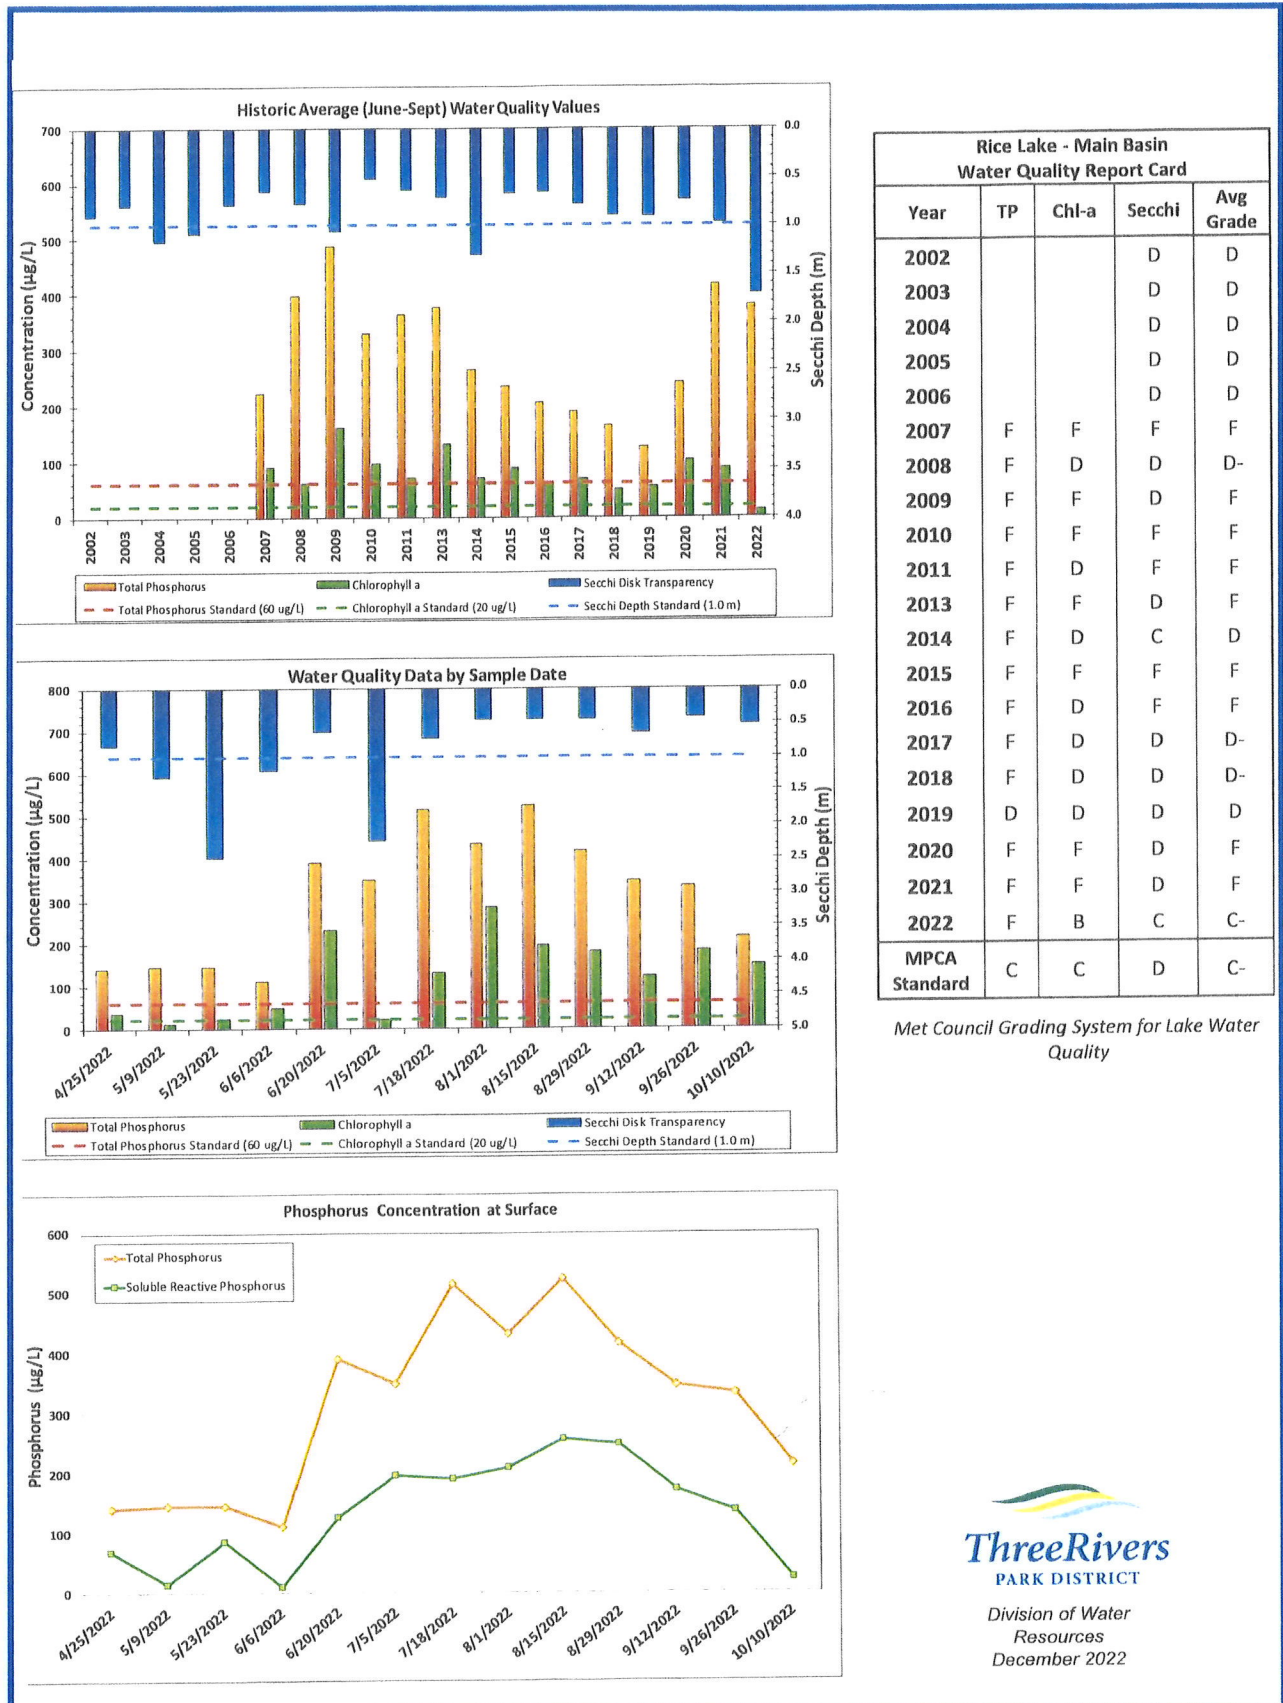 Historic Average (June-Sept) Water Quality Values
700
600
500
400
300
200
100
0
Concentration (µg/L)
0.0
0.5
1.0
1.5
2.0
2.5
3.0
3.5
4.0
Secchi Depth (m)
2002 2003 2004 2005 2006 2007 2008 2009 2010 2011 2013 2014 2015 2016 2017 2018 2019 2020 2021 2022
Total Phosphorus Chlorophyll a Secchi Disk Transparency
Total Phosphorus Standard (60 ug/L) Chlorophyll a Standard (20 ug/L) Secchi Depth Standard (1.0 m)
Water Quality Data by Sample Date
800
700
600
500
400
300
200
100
0
Concentration (µg/L)
0.0
0.5
1.0
1.5
2.0
2.5
3.0
3.5
4.0
4.5
5.0
Secchi Depth (m)
4/25/2022 5/9/2022 5/23/2022 6/6/2022 6/20/2022 7/5/2022 7/18/2022 8/1/2022 8/15/2022 8/29/2022 9/12/2022 9/26/2022 10/10/2022
Total Phosphorus Chlorophyll a Secchi Disk Transparency
Total Phosphorus Standard (60 ug/L) Chlorophyll a Standard (20 ug/L) Secchi Depth Standard (1.0 m)
Phosphorus Concentration at Surface
600
500
400
300
200
100
0
Phosphorus (µg/L)
Total Phosphorus
Soluble Reactive Phosphorus
4/25/2022 5/9/2022 5/23/2022 6/6/2022 6/20/2022 7/5/2022 7/18/2022 8/1/2022 8/15/2022 8/29/2022 9/12/2022 9/26/2022 10/10/2022
Rice Lake - Main Basin
Water Quality Report Card
Year TP Chl-a Secchi Avg Grade
2002 D D
2003 D D
2004 D D
2005 D D
2006 D D
2007 F F F F
2008 F D D D-
2009 F F D F
2010 F F F F
2011 F D F F
2013 F F D F
2014 F D C D
2015 F F F F
2016 F D F F
2017 F D D D-
2018 F D D D-
2019 D D D D
2020 F F D F
2021 F F D F
2022 F B C C-
MPCA Standard C C D C-
Met Council Grading System for Lake Water
Quality
ThreeRivers
PARK DISTRICT
Division of Water
Resources
December 2022